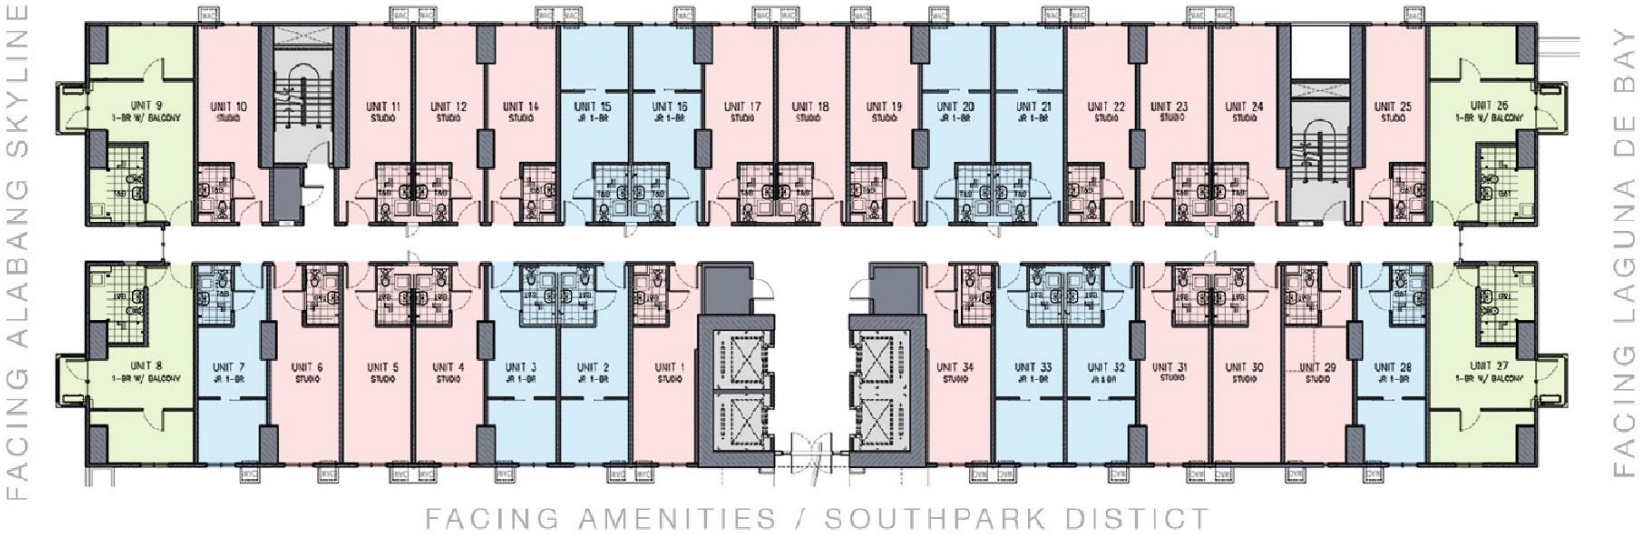 FACING ALABANG SKYLINE
UNIT 9
1-BR W/ BALCONY
UNIT 10
STUDIO
UNIT 11
STUDIO
UNIT 12
STUDIO
UNIT 14
STUDIO
UNIT 15
JR 1-BR
UNIT 16
JR 1-BR
UNIT 17
STUDIO
UNIT 18
STUDIO
UNIT 19
STUDIO
UNIT 20
JR 1-BR
UNIT 21
JR 1-BR
UNIT 22
STUDIO
UNIT 23
STUDIO
UNIT 24
STUDIO
UNIT 25
STUDIO
UNIT 26
1-BR W/ BALCONY
UNIT 8
1-BR W/ BALCONY
UNIT 7
JR 1-BR
UNIT 6
STUDIO
UNIT 5
STUDIO
UNIT 4
STUDIO
UNIT 3
JR 1-BR
UNIT 2
JR 1-BR
UNIT 1
STUDIO
UNIT 34
STUDIO
UNIT 33
JR 1-BR
UNIT 32
JR 1-BR
UNIT 31
STUDIO
UNIT 30
STUDIO
UNIT 29
STUDIO
UNIT 28
JR 1-BR
UNIT 27
1-BR W/ BALCONY
FACING LAGUNA DE BAY
FACING AMENITIES / SOUTHPARK DISTICT